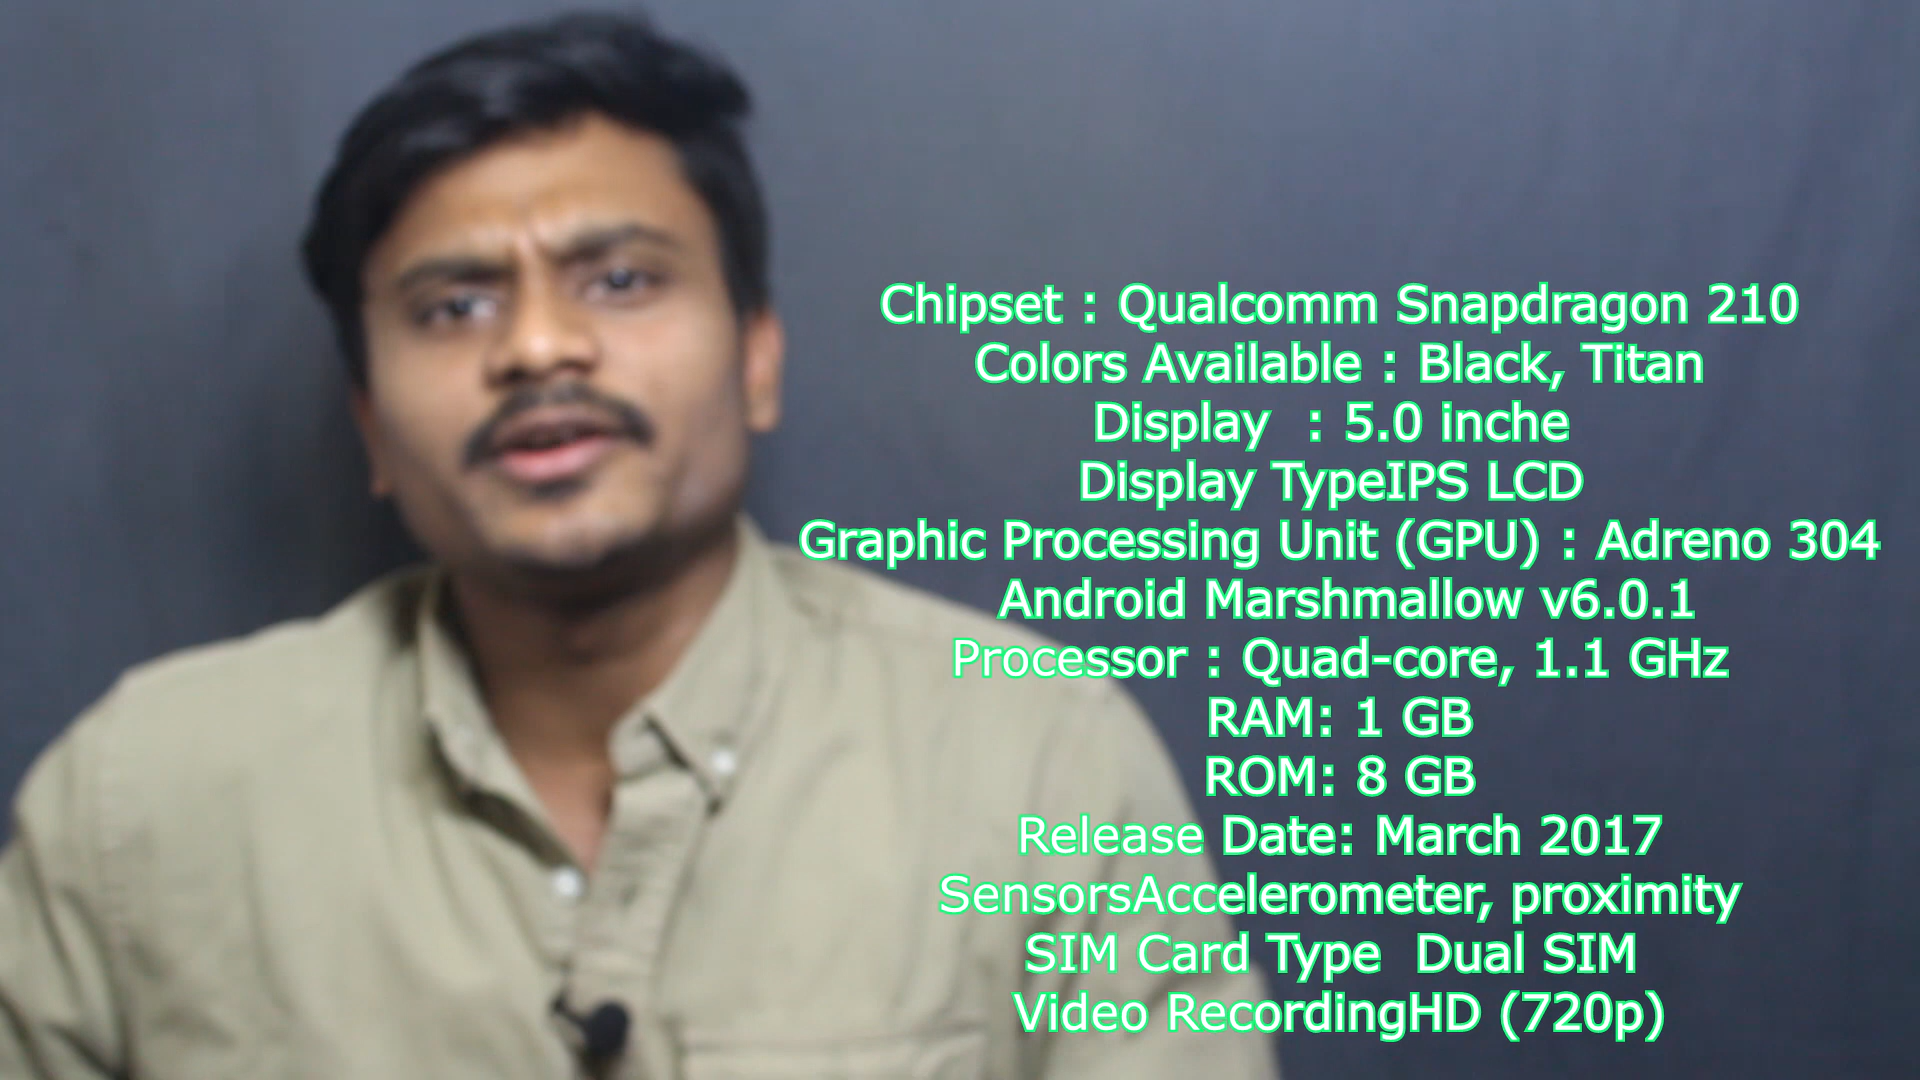 Chipset : Qualcomm Snapdragon 210
Colors Available : Black, Titan
Display  : 5.0 inche
Display TypeIPS LCD
Graphic Processing Unit (GPU) : Adreno 304
Android Marshmallow v6.0.1
Processor : Quad-core, 1.1 GHz
RAM: 1 GB
ROM: 8 GB
Release Date: March 2017
SensorsAccelerometer, proximity
SIM Card Type  Dual SIM
Video RecordingHD (720p)